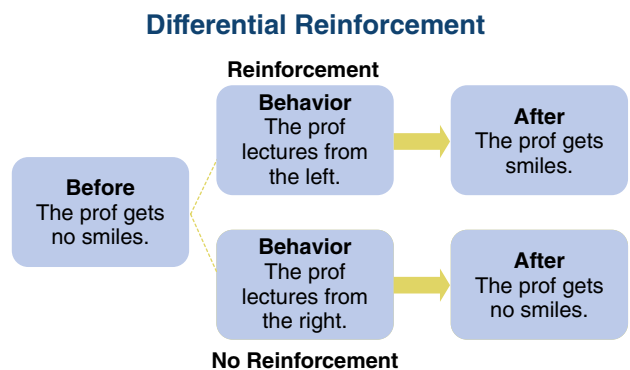 Differential Reinforcement
Reinforcement
Before
The prof gets
no smiles.
Behavior
The prof
lectures from
the left.
After
The prof gets
smiles.
Behavior
The prof
lectures from
the right.
After
The prof gets
no smiles.
No Reinforcement